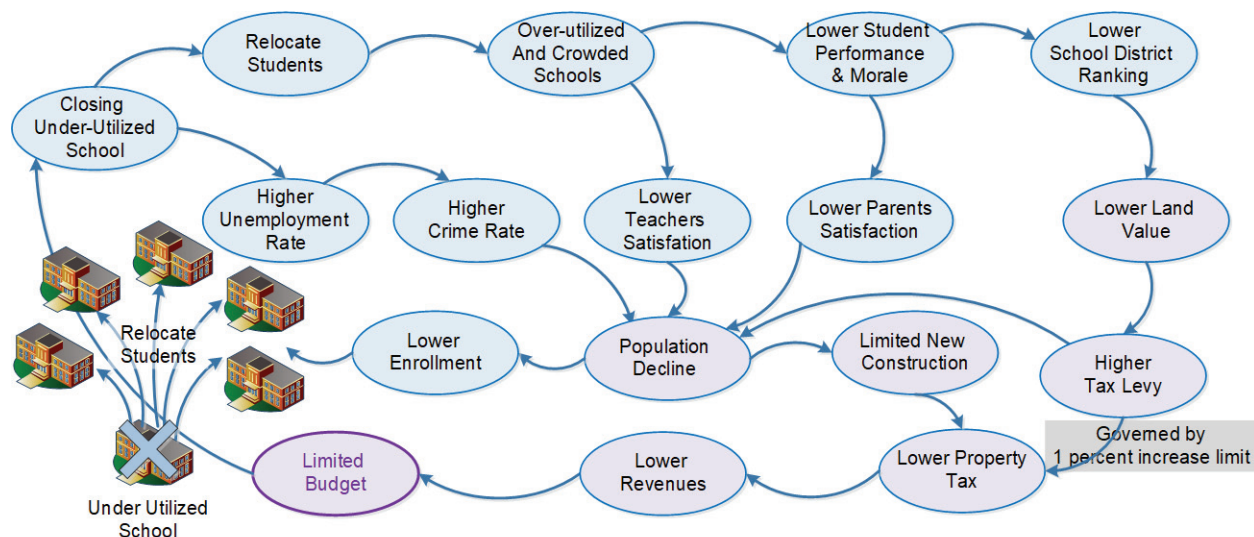 Relocate
Students
Over-utilized
And Crowded
Schools
Lower Student
Performance
& Morale
Lower
School District
Ranking
Closing
Under-Utilized
School
Higher
Unemployment
Rate
Higher
Crime Rate
Lower
Teachers
Satisfation
Lower Parents
Satisfaction
Lower Land
Value
Relocate
Students
Lower
Enrollment
Population
Decline
Limited New
Construction
Higher
Tax Levy
Governed by
1 percent increase limit
Under Utilized
School
Limited
Budget
Lower
Revenues
Lower Property
Tax